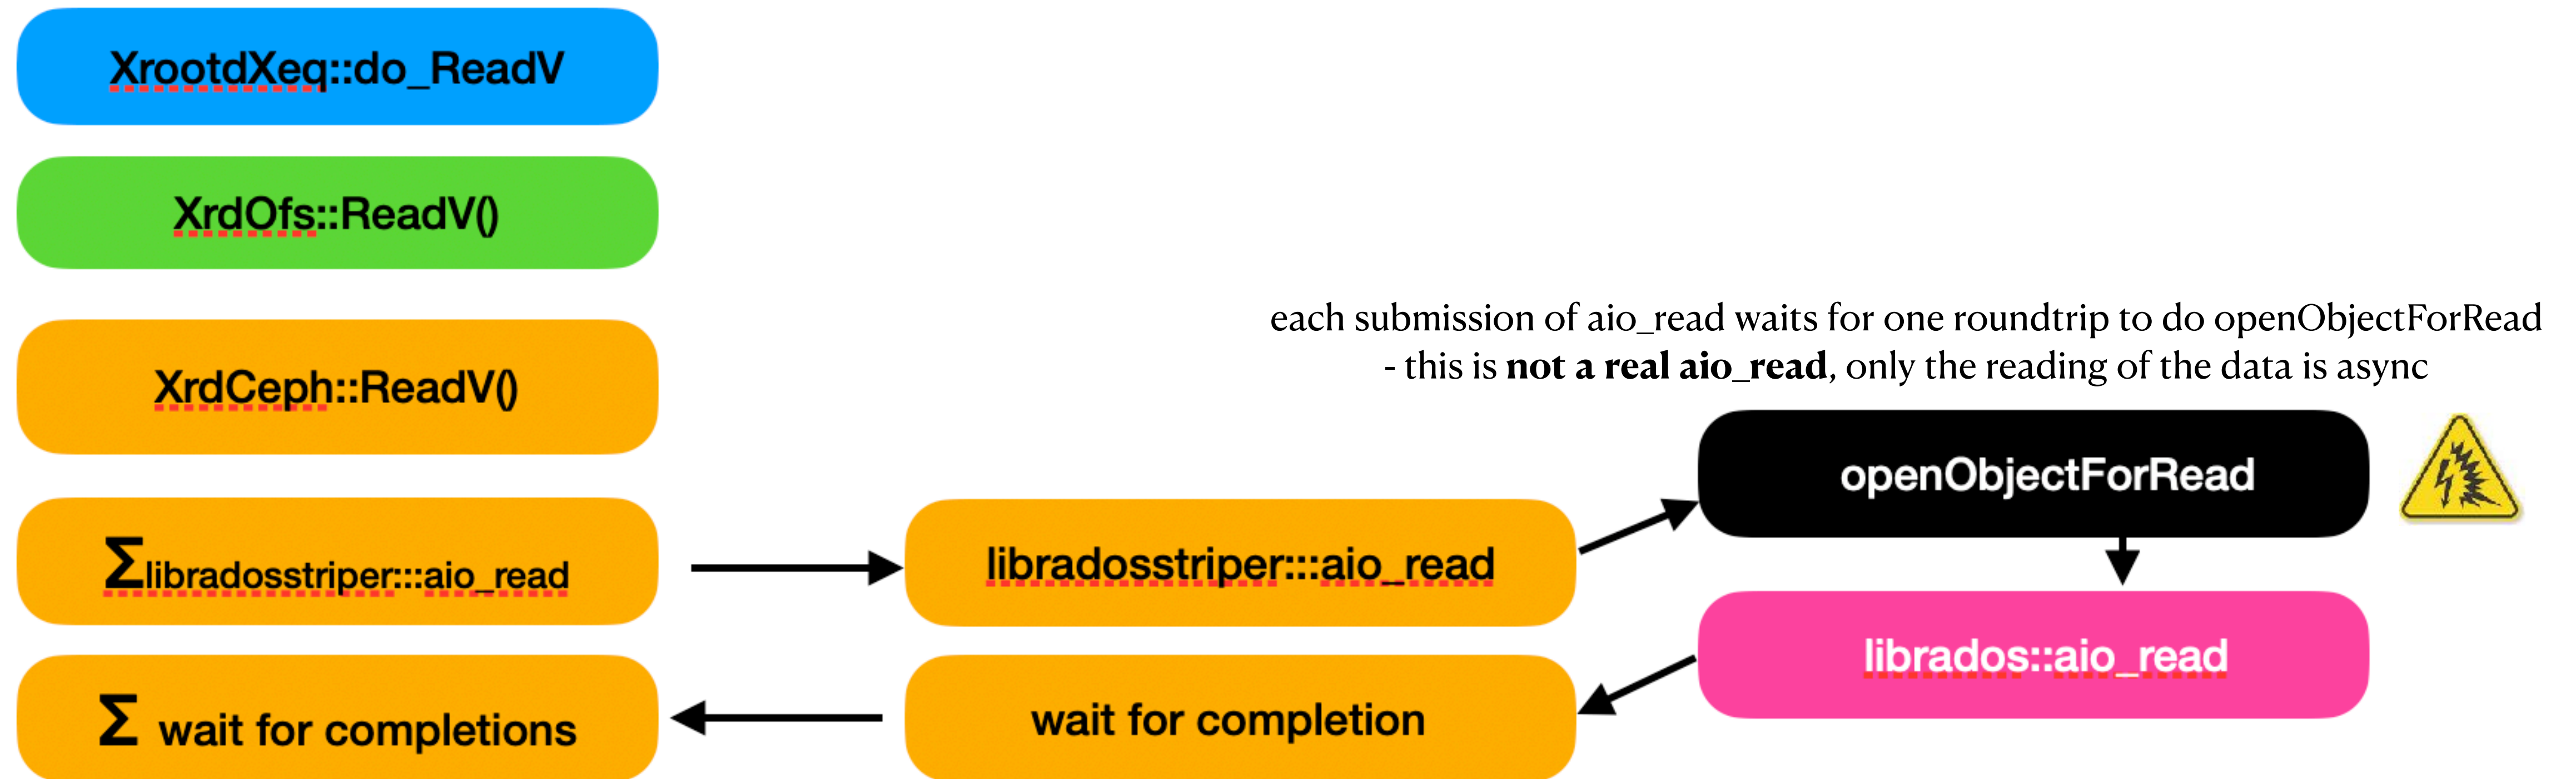 XrootdXeq::do_ReadV
XrdOfs::ReadV()
each submission of aio_read waits for one roundtrip to do openObjectForRead
- this is not a real aio_read, only the reading of the data is async
XrdCeph::ReadV()
openObjectForRead
Σlibradosstriper:::aio_read
libradosstriper:::aio_read
librados::aio_read
Σ wait for completions
wait for completion